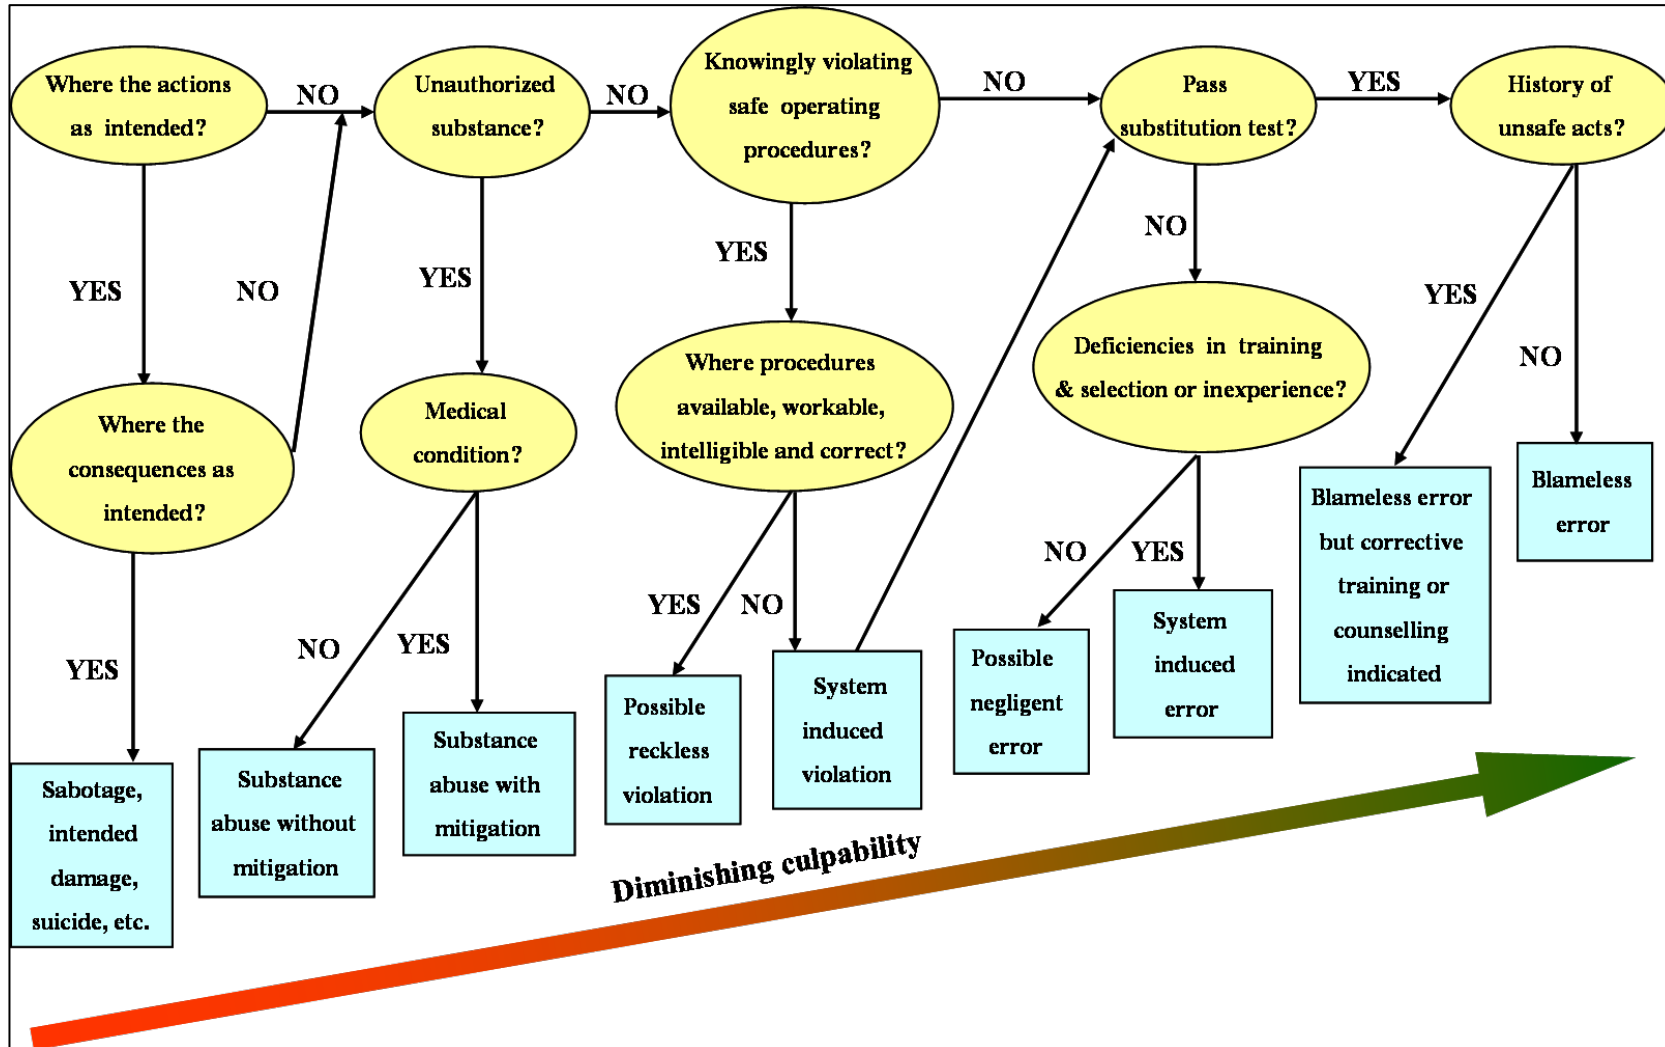 Where the actions
as intended?
NO
Unauthorized
substance?
NO
Knowingly violating
safe operating
procedures?
NO
Pass
substitution test?
YES
History of
unsafe acts?
YES
NO
YES
YES
NO
YES
NO
Where the
consequences as
intended?
Medical
condition?
Where procedures
available, workable,
intelligible and correct?
Deficiencies in training
& selection or inexperience?
YES
NO
YES
YES
NO
NO
YES
Sabotage,
intended
damage,
suicide, etc.
Substance
abuse without
mitigation
Substance
abuse with
mitigation
Possible
reckless
violation
System
induced
violation
Possible
negligent
error
System
induced
error
Blameless error
but corrective
training or
counselling
indicated
Blameless
error
Diminishing culpability